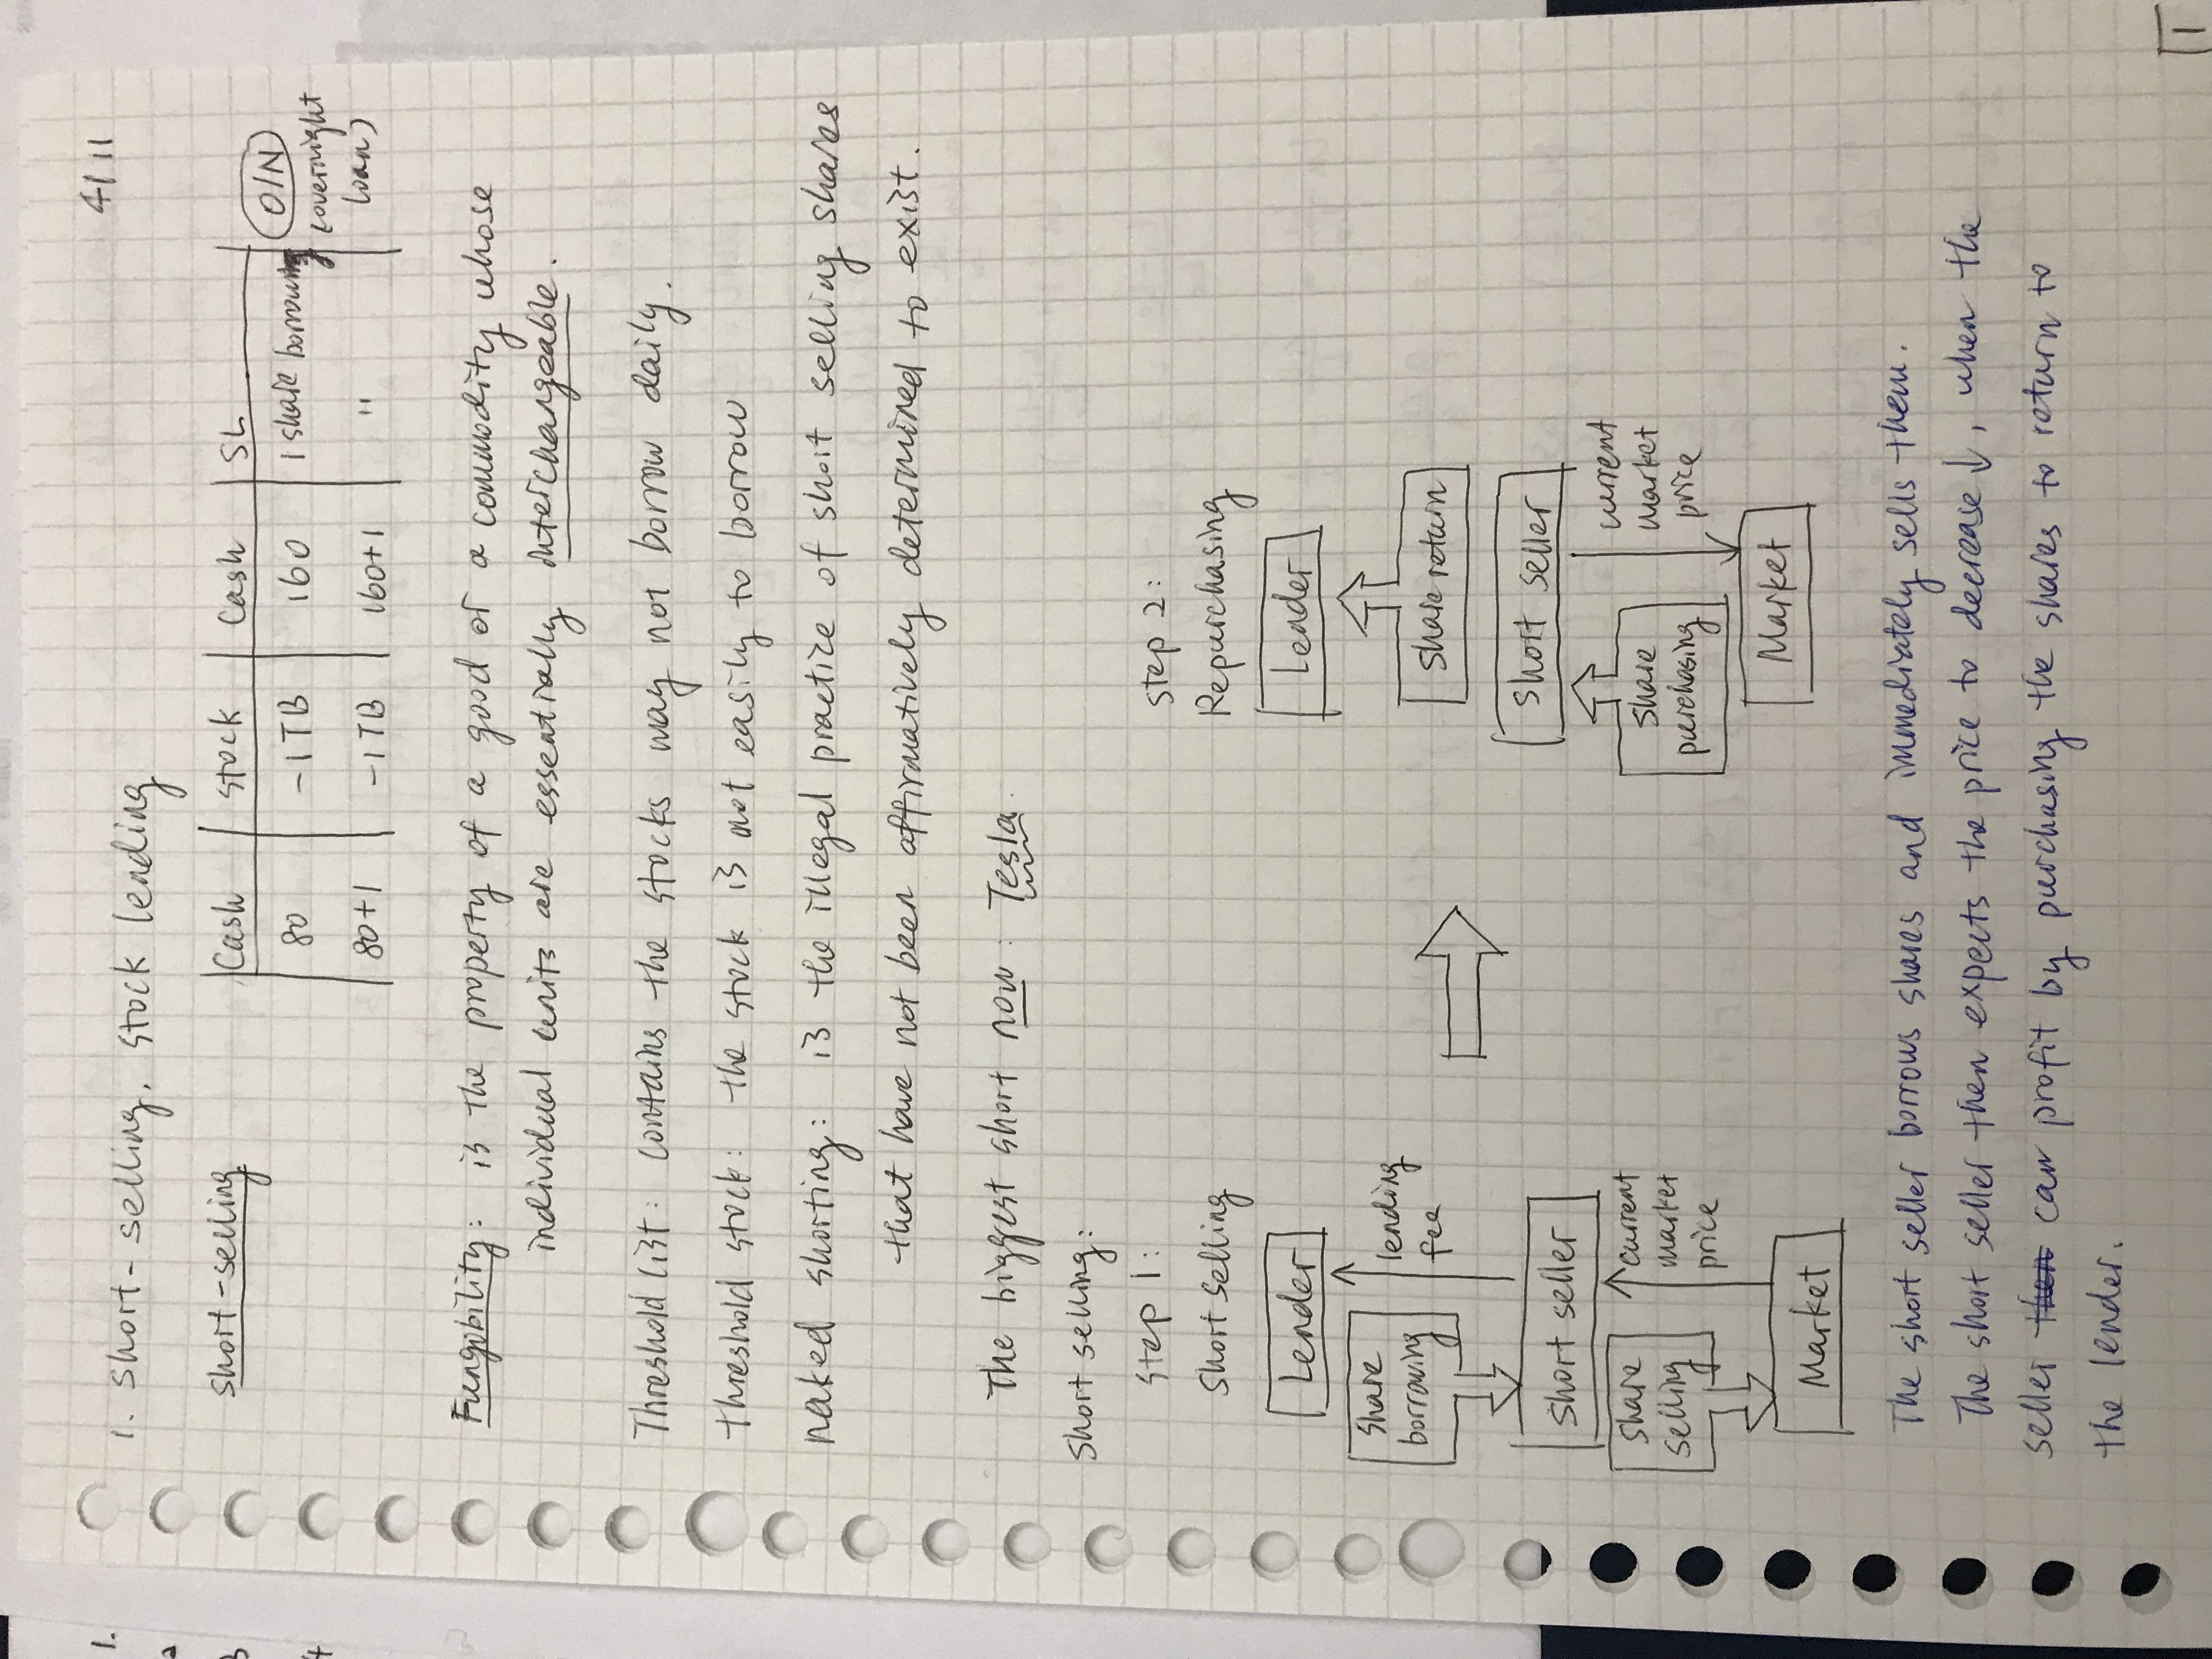 4/11
1. Short-selling, stock lending
short-selling
Cash stock Cash SL
80 -1TB 160 1 share borrowing O/N
(overnight
80+1 -1TB 160+1 " loan)
Fungobility: is the property of a good or a commodity whose
individual units are essentially interchangeable.
Threshold list: contains the stocks may not borrow daily.
threshold stock: the stock is not easily to borrow
naked shorting: is the illegal practice of short selling shares
that have not been affirmatively determined to exist.
The biggest short now: Tesla.
Short selling:
step 1:
Short selling
Lender
share
borrowing
lending
fee
Short seller
share
selling
current
market
price
Market
step 2:
Repurchasing
Lender
Share return
Short seller
share
purchasing
current
market
price
Market
The short seller borrows shares and immediately sells them.
The short seller then expects the price to decrease ↓, when the
seller then can profit by purchasing the shares to return to
the lender.
1
1.
2
3
4